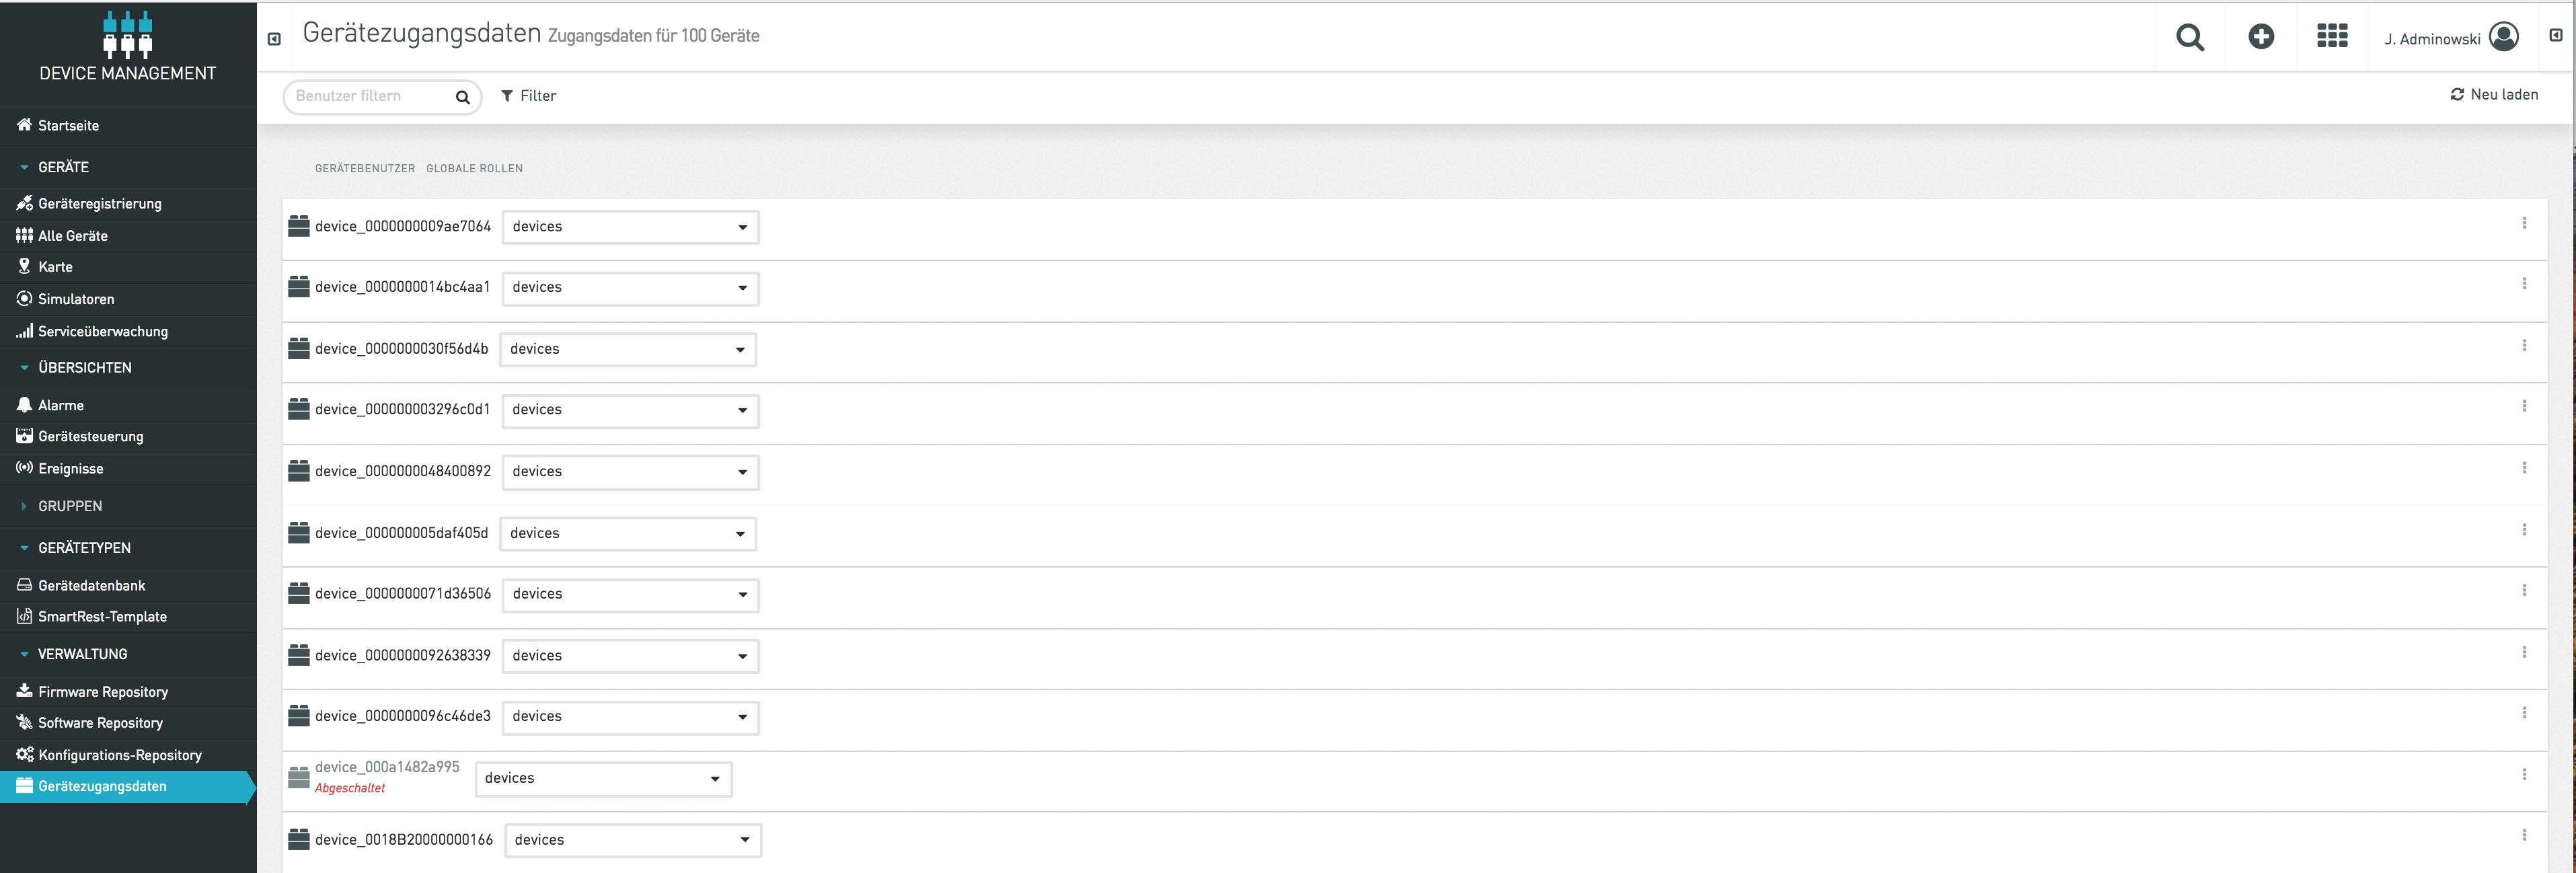 DEVICE MANAGEMENT
Startseite
GERÄTE
Geräteregistrierung
Alle Geräte
Karte
Simulatoren
Serviceüberwachung
ÜBERSICHTEN
Alarme
Gerätesteuerung
Ereignisse
GRUPPEN
GERÄTETYPEN
Gerätedatenbank
SmartRest-Template
VERWALTUNG
Firmware Repository
Software Repository
Konfigurations-Repository
Gerätezugangsdaten
Gerätezugangsdaten Zugangsdaten für 100 Geräte
J. Adminowski
Benutzer filtern
Filter
Neu laden
GERÄTEBENUTZER GLOBALE ROLLEN
device_0000000009ae7064 devices
device_0000000014bc4aa1 devices
device_0000000030f56d4b devices
device_000000003296c0d1 devices
device_0000000048400892 devices
device_000000005daf405d devices
device_0000000071d36506 devices
device_0000000092638339 devices
device_0000000096c46de3 devices
device_000a1482a995 devices
Abgeschaltet
device_0018B20000000166 devices